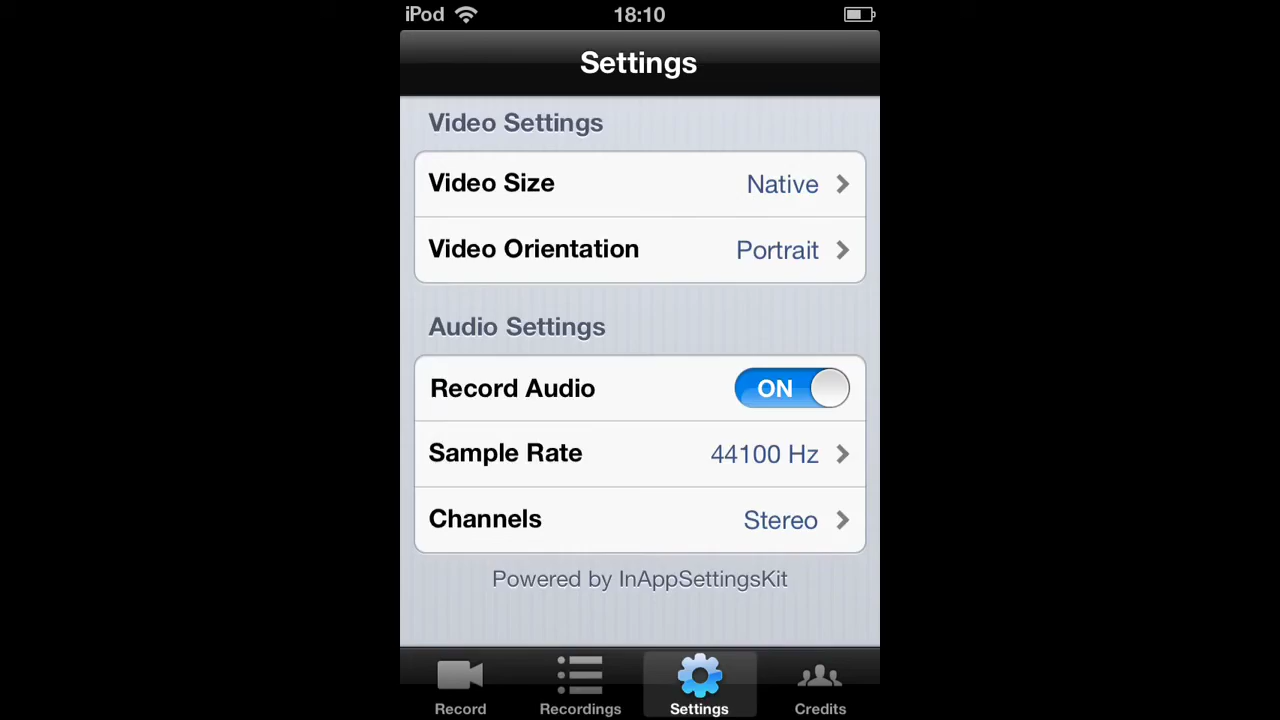 iPod 18:10
Settings
Video Settings
Video Size Native
Video Orientation Portrait
Audio Settings
Record Audio ON
Sample Rate 44100 Hz
Channels Stereo
Powered by InAppSettingsKit
Record Recordings Settings Credits